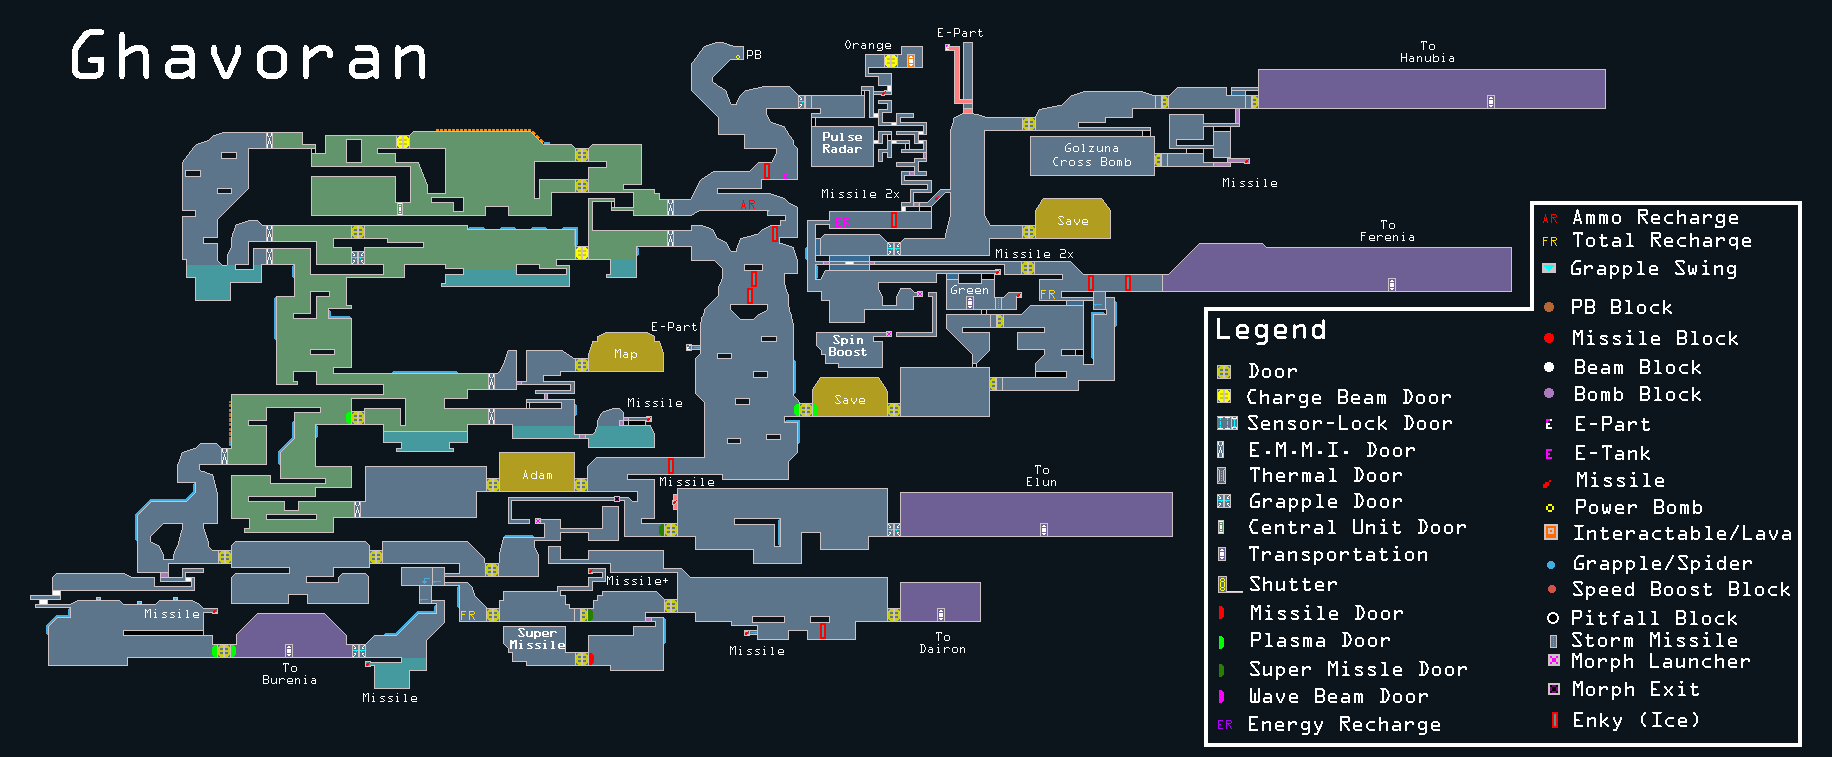 Ghavoran
E-Part
Orange
PB
To
Hanubia
Pulse
Radar
Golzuna
Cross Bomb
Missile
Missile 2x
AR
ER
Save
To
Ferenia
Missile 2x
Green
FR
E-Part
Map
Spin
Boost
Save
Missile
Adam
Missile
To
Elun
Missile+
Missile
FR
Super
Missile
Missile
To
Dairon
To
Burenia
Missile
Legend
Door
Charge Beam Door
Sensor-Lock Door
E.M.M.I. Door
Thermal Door
Grapple Door
Central Unit Door
Transportation
Shutter
Missile Door
Plasma Door
Super Missle Door
Wave Beam Door
ER Energy Recharge
AR Ammo Recharge
FR Total Recharge
Grapple Swing
PB Block
Missile Block
Beam Block
Bomb Block
E E-Part
E E-Tank
Missile
Power Bomb
Interactable/Lava
Grapple/Spider
Speed Boost Block
Pitfall Block
Storm Missile
Morph Launcher
Morph Exit
Enky (Ice)